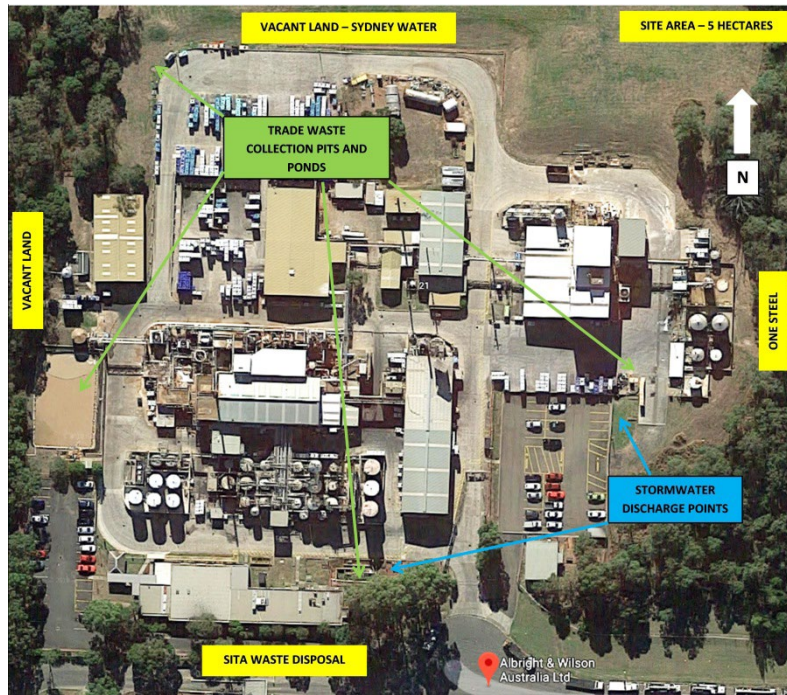 VACANT LAND – SYDNEY WATER
SITE AREA – 5 HECTARES
TRADE WASTE
COLLECTION PITS AND
PONDS
N
VACANT LAND
21
ONE STEEL
STORMWATER
DISCHARGE POINTS
SITA WASTE DISPOSAL
Albright & Wilson
Australia Ltd